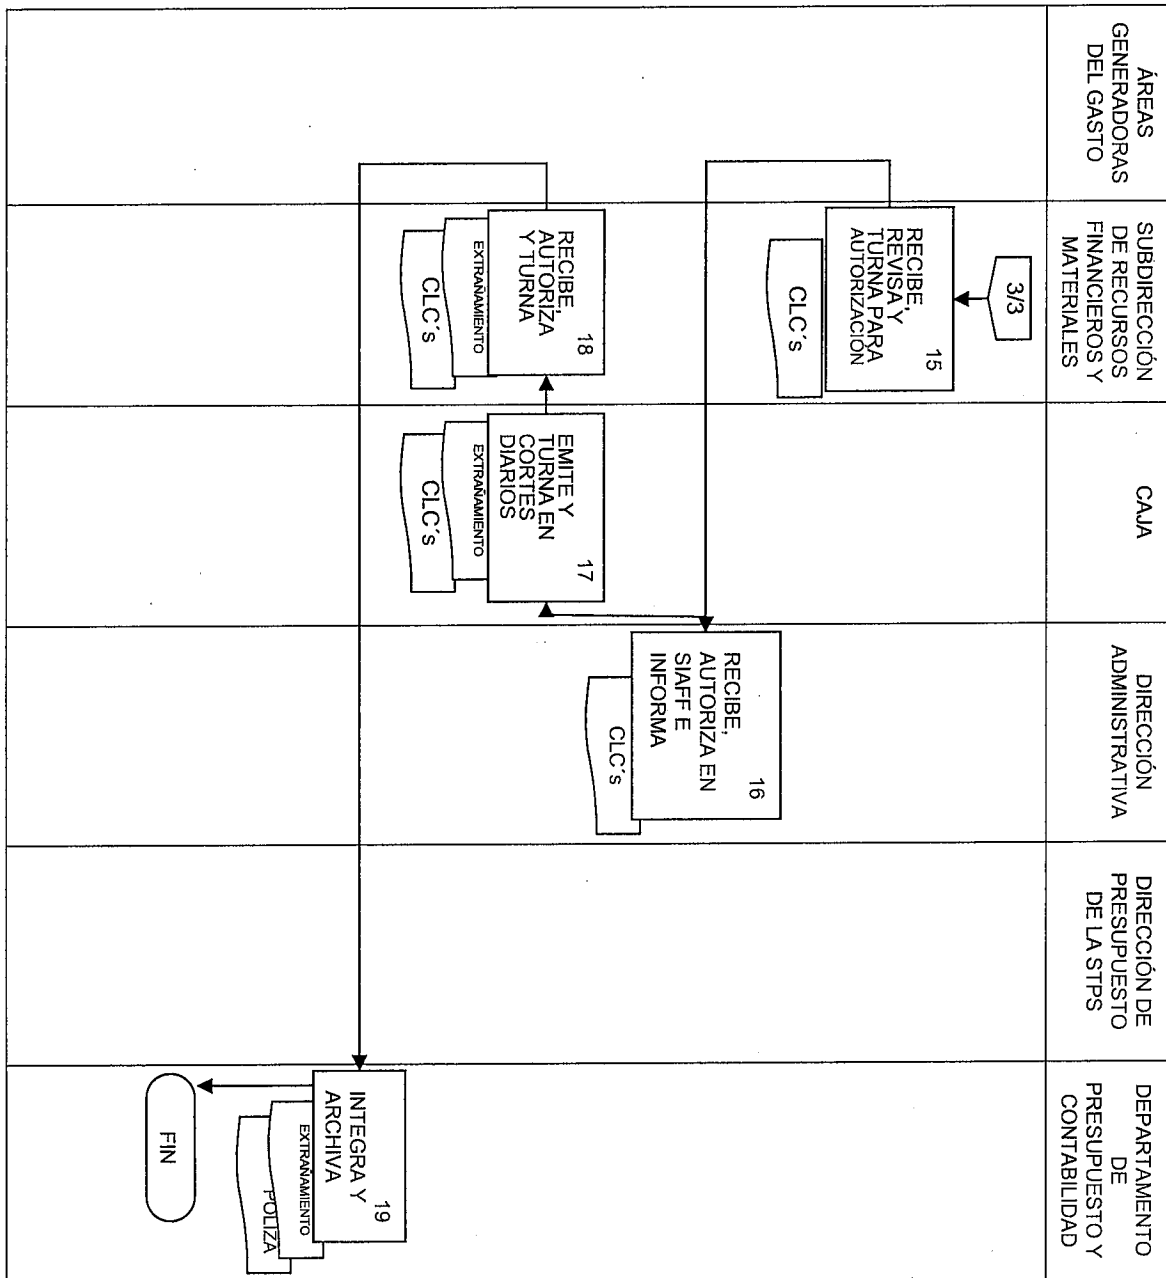 ÁREAS
GENERADORAS
DEL GASTO
SUBDIRECCIÓN
DE RECURSOS
FINANCIEROS Y
MATERIALES
CAJA
DIRECCIÓN
ADMINISTRATIVA
DIRECCIÓN DE
PRESUPUESTO
DE LA STPS
DEPARTAMENTO
DE
PRESUPUESTO Y
CONTABILIDAD
3/3
15
RECIBE,
REVISA Y
TURNA PARA
AUTORIZACIÓN
CLC´s
16
RECIBE,
AUTORIZA EN
SIAFF E
INFORMA
CLC´s
17
EMITE Y
TURNA EN
CORTES
DIARIOS
EXTRAÑAMIENTO
CLC´s
18
RECIBE,
AUTORIZA
Y TURNA
EXTRAÑAMIENTO
CLC´s
19
INTEGRA Y
ARCHIVA
EXTRAÑAMIENTO
POLIZA
FIN